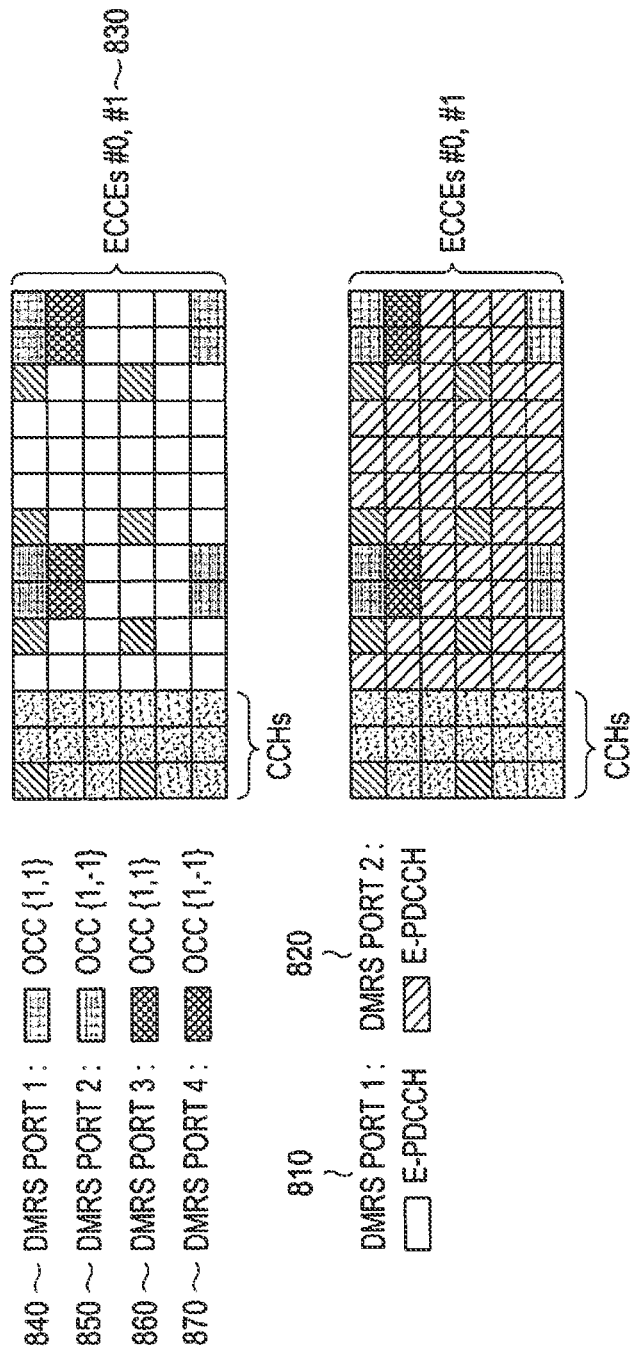 840 ~ DMRS PORT 1 : OCC {1,1}
850 ~ DMRS PORT 2 : OCC {1,-1}
860 ~ DMRS PORT 3 : OCC {1,1}
870 ~ DMRS PORT 4 : OCC {1,-1}
810
DMRS PORT 1 :
E-PDCCH
820
DMRS PORT 2 :
E-PDCCH
CCHs
ECCEs #0, #1 ~ 830
CCHs
ECCEs #0, #1